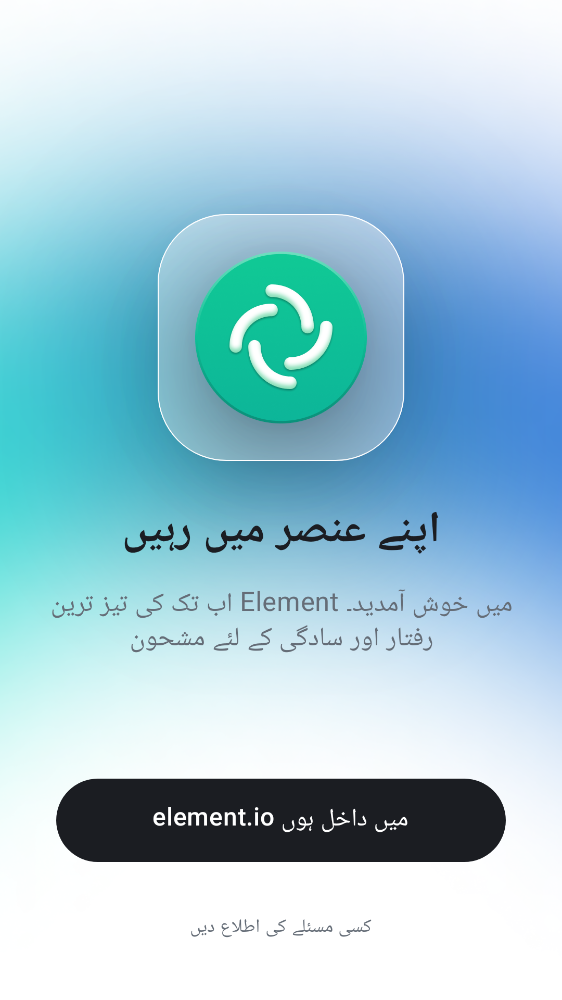 اپنے عنصر میں رہیں
میں خوش آمدید۔ Element اب تک کی تیز ترین
رفتار اور سادگی کے لئے مشحون
میں داخل ہوں element.io
کسی مسئلے کی اطلاع دیں